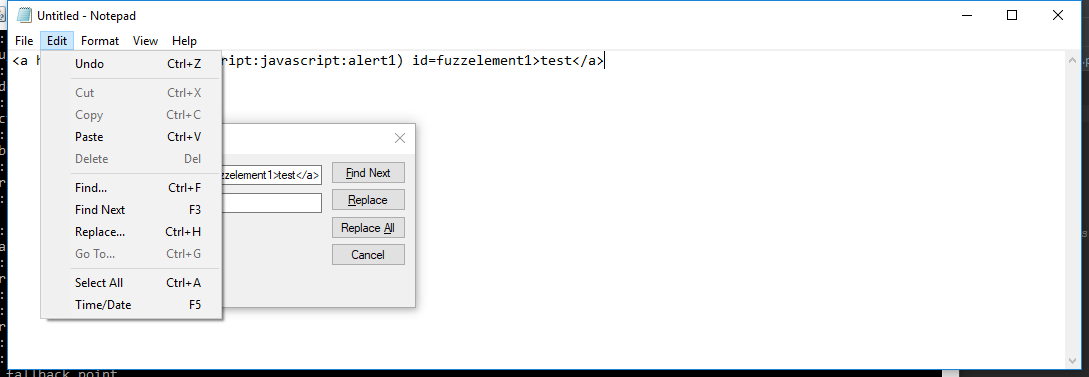 Untitled - Notepad
File Edit Format View Help
<a h ript:javascript:alert1) id=fuzzelement1>test</a>
Undo Ctrl+Z
Cut Ctrl+X
Copy Ctrl+C
Paste Ctrl+V
Delete Del
Find... Ctrl+F
Find Next F3
Replace... Ctrl+H
Go To... Ctrl+G
Select All Ctrl+A
Time/Date F5
zzelement1>test</a>
Find Next
Replace
Replace All
Cancel
fallback point